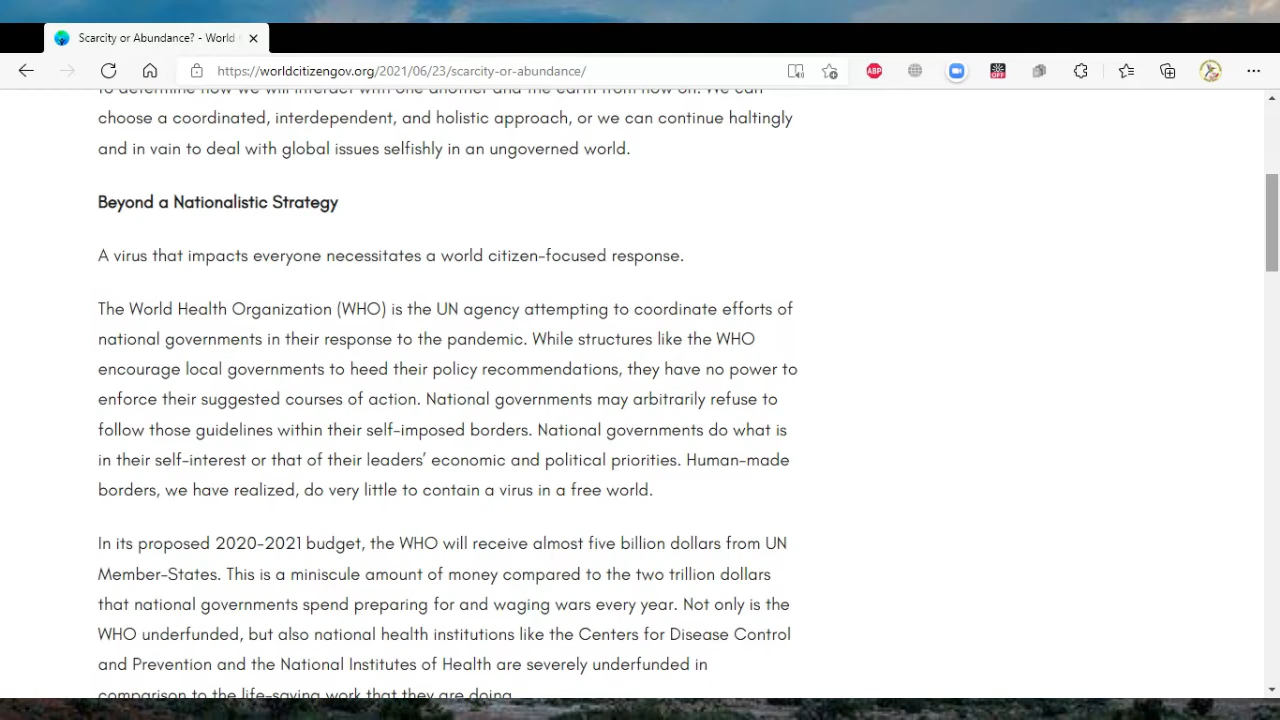 Scarcity or Abundance? - World
https://worldcitizengov.org/2021/06/23/scarcity-or-abundance/
ABP
OFF
to determine how we will interact with one another and the earth from now on. We can
choose a coordinated, interdependent, and holistic approach, or we can continue haltingly
and in vain to deal with global issues selfishly in an ungoverned world.
Beyond a Nationalistic Strategy
A virus that impacts everyone necessitates a world citizen-focused response.
The World Health Organization (WHO) is the UN agency attempting to coordinate efforts of
national governments in their response to the pandemic. While structures like the WHO
encourage local governments to heed their policy recommendations, they have no power to
enforce their suggested courses of action. National governments may arbitrarily refuse to
follow those guidelines within their self-imposed borders. National governments do what is
in their self-interest or that of their leaders’ economic and political priorities. Human-made
borders, we have realized, do very little to contain a virus in a free world.
In its proposed 2020-2021 budget, the WHO will receive almost five billion dollars from UN
Member-States. This is a miniscule amount of money compared to the two trillion dollars
that national governments spend preparing for and waging wars every year. Not only is the
WHO underfunded, but also national health institutions like the Centers for Disease Control
and Prevention and the National Institutes of Health are severely underfunded in
comparison to the life-saving work that they are doing.